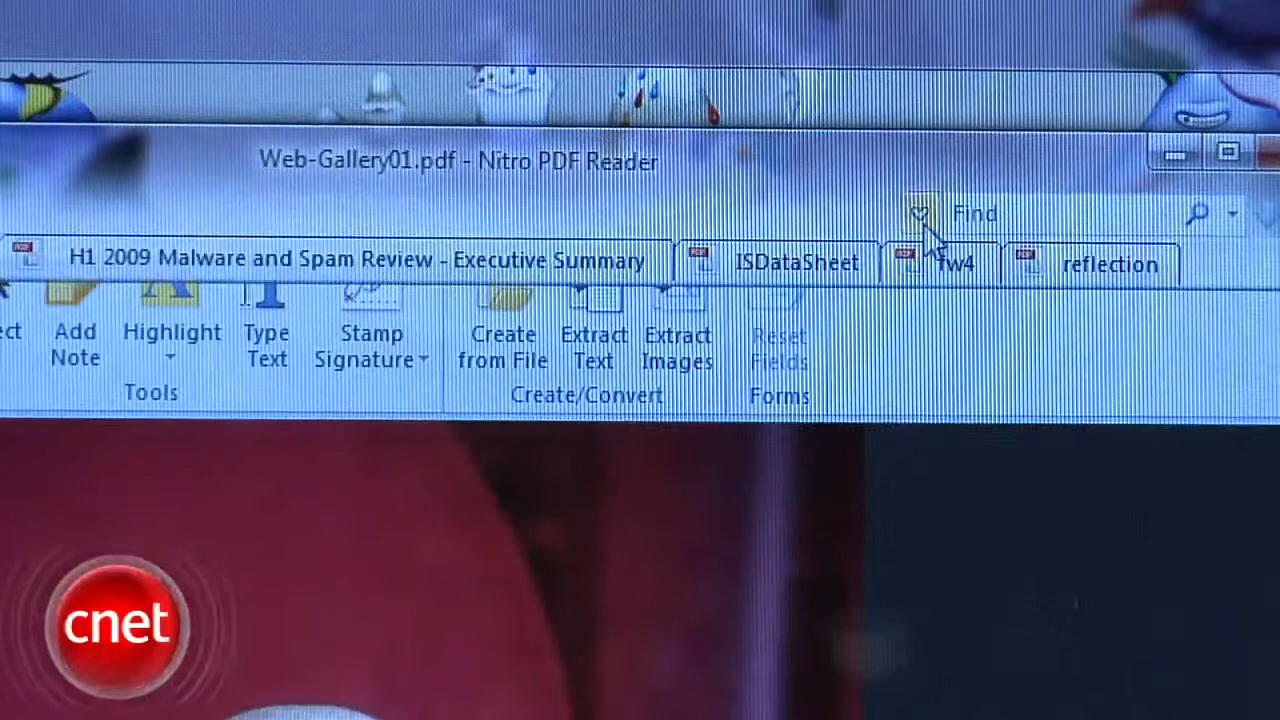 Web-Gallery01.pdf - Nitro PDF Reader
Find
H1 2009 Malware and Spam Review - Executive Summary
ISDataSheet
fw4
reflection
ect
Add Note
Highlight
Type Text
Stamp Signature
Create from File
Extract Text
Extract Images
Reset Fields
Tools
Create/Convert
Forms
cnet